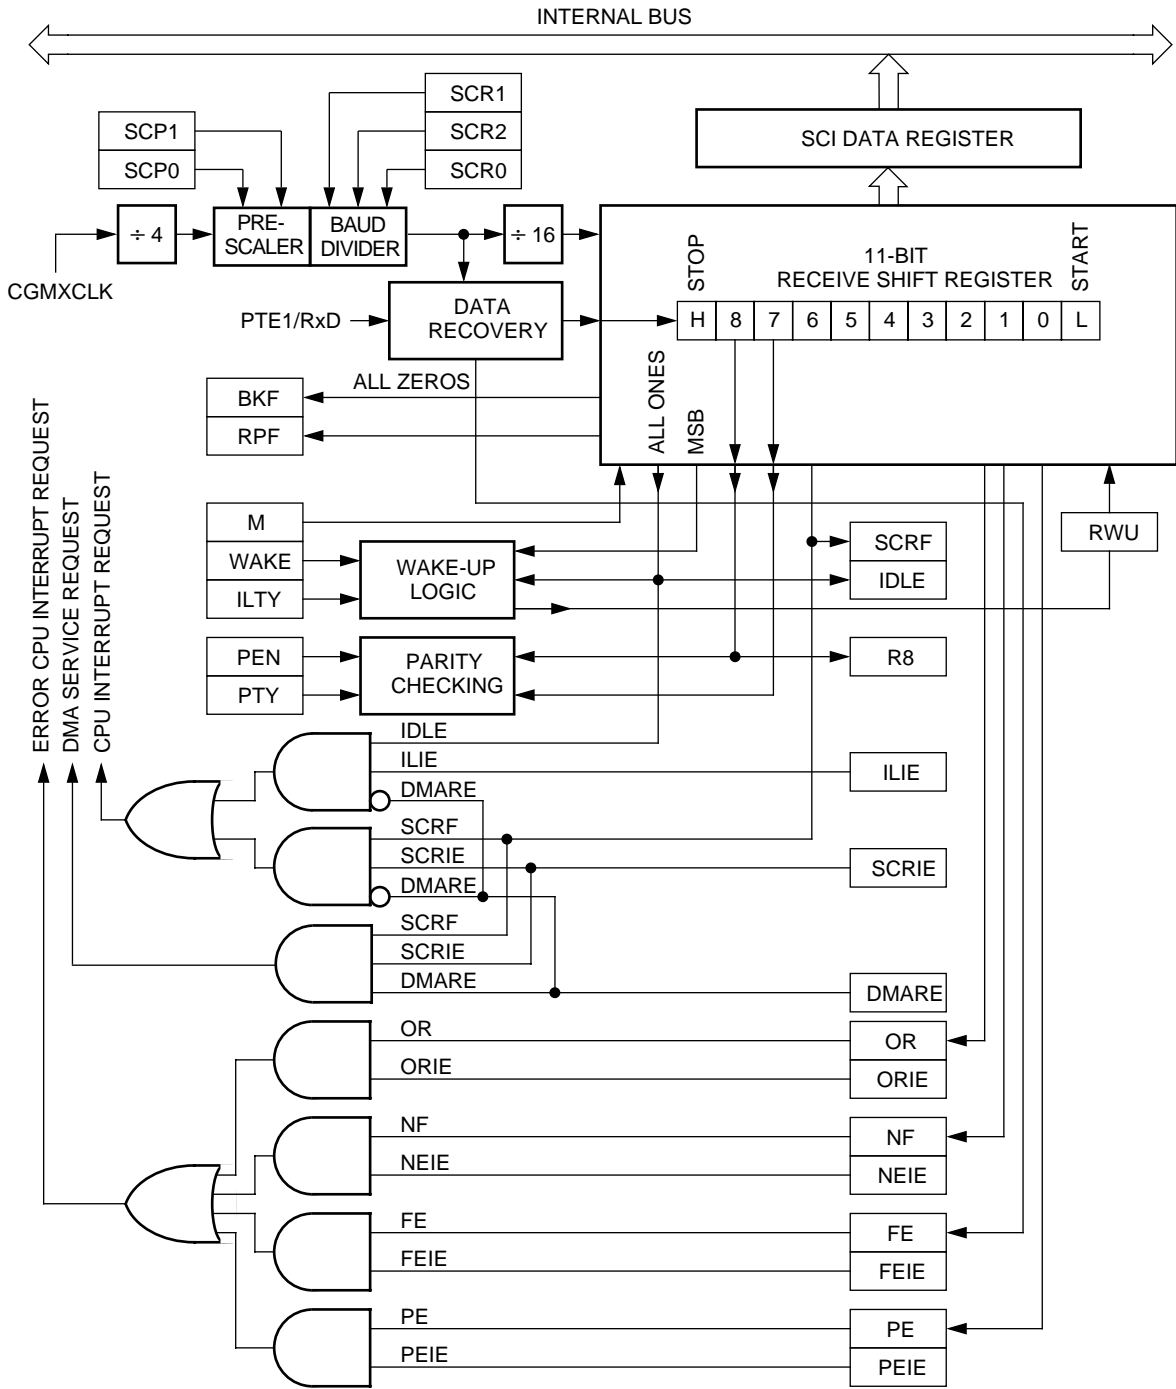 INTERNAL BUS
SCR1
SCP1
SCR2
SCI DATA REGISTER
SCP0
SCR0
÷ 4
PRE-
SCALER
BAUD
DIVIDER
÷ 16
STOP
11-BIT
RECEIVE SHIFT REGISTER
START
CGMXCLK
PTE1/RxD
DATA
RECOVERY
H 8 7 6 5 4 3 2 1 0 L
ALL ZEROS
BKF
RPF
ALL ONES
MSB
M
WAKE
ILTY
WAKE-UP
LOGIC
SCRF
IDLE
RWU
PEN
PTY
PARITY
CHECKING
R8
ERROR CPU INTERRUPT REQUEST
DMA SERVICE REQUEST
CPU INTERRUPT REQUEST
IDLE
ILIE
ILIE
DMARE
SCRF
SCRIE
SCRIE
DMARE
SCRF
SCRIE
DMARE
DMARE
OR
OR
ORIE
ORIE
NF
NF
NEIE
NEIE
FE
FE
FEIE
FEIE
PE
PE
PEIE
PEIE